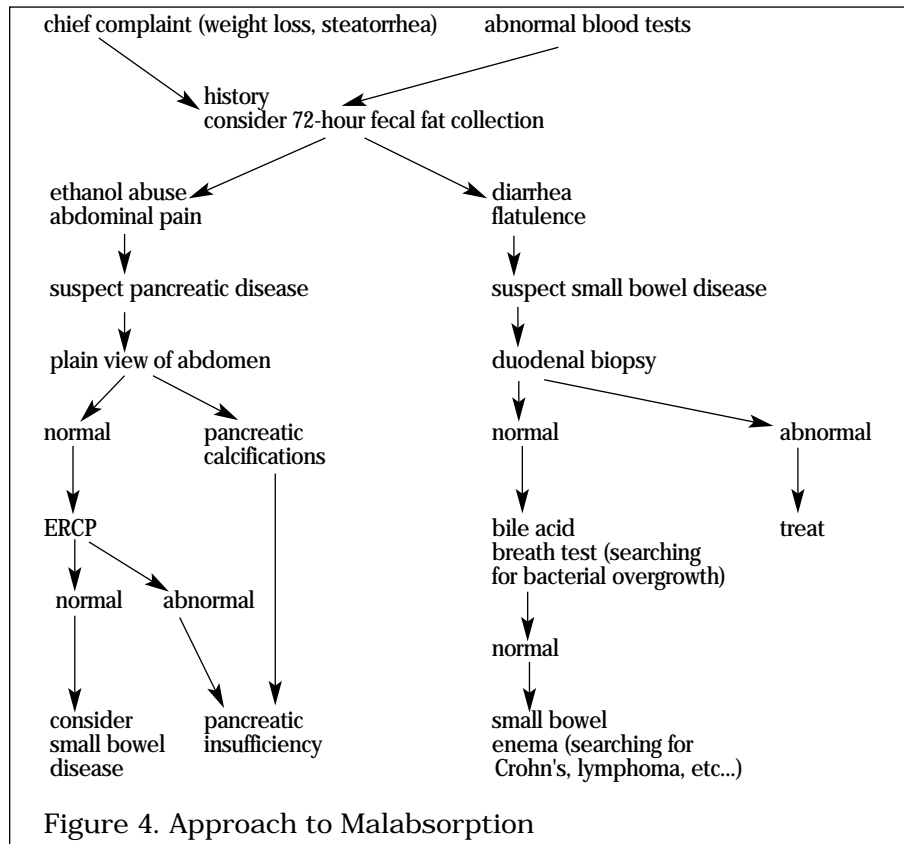 chief complaint (weight loss, steatorrhea)
abnormal blood tests
history
consider 72-hour fecal fat collection
ethanol abuse
abdominal pain
diarrhea
flatulence
suspect pancreatic disease
suspect small bowel disease
plain view of abdomen
duodenal biopsy
normal
pancreatic
calcifications
normal
abnormal
ERCP
bile acid
breath test (searching
for bacterial overgrowth)
treat
normal
abnormal
normal
consider
small bowel
disease
pancreatic
insufficiency
small bowel
enema (searching for
Crohn's, lymphoma, etc...)
Figure 4. Approach to Malabsorption